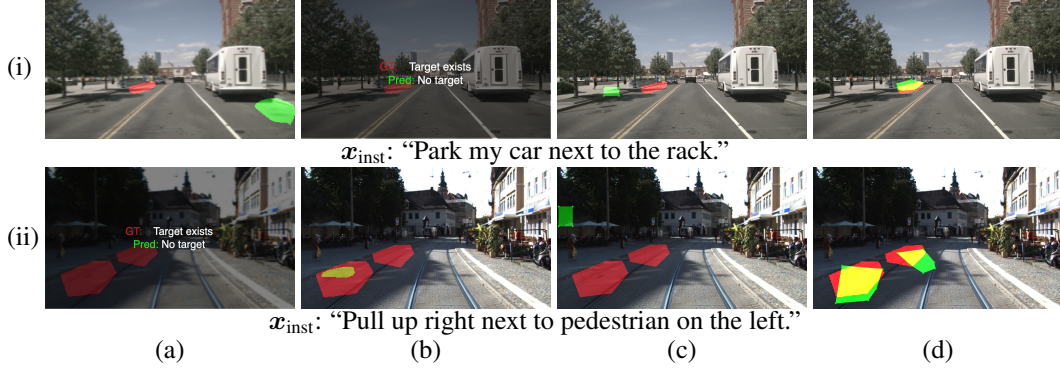 (i)
GT: Target exists
Pred: No target
x_inst: “Park my car next to the rack.”
(ii)
GT: Target exists
Pred: No target
x_inst: “Pull up right next to pedestrian on the left.”
(a) (b) (c) (d)